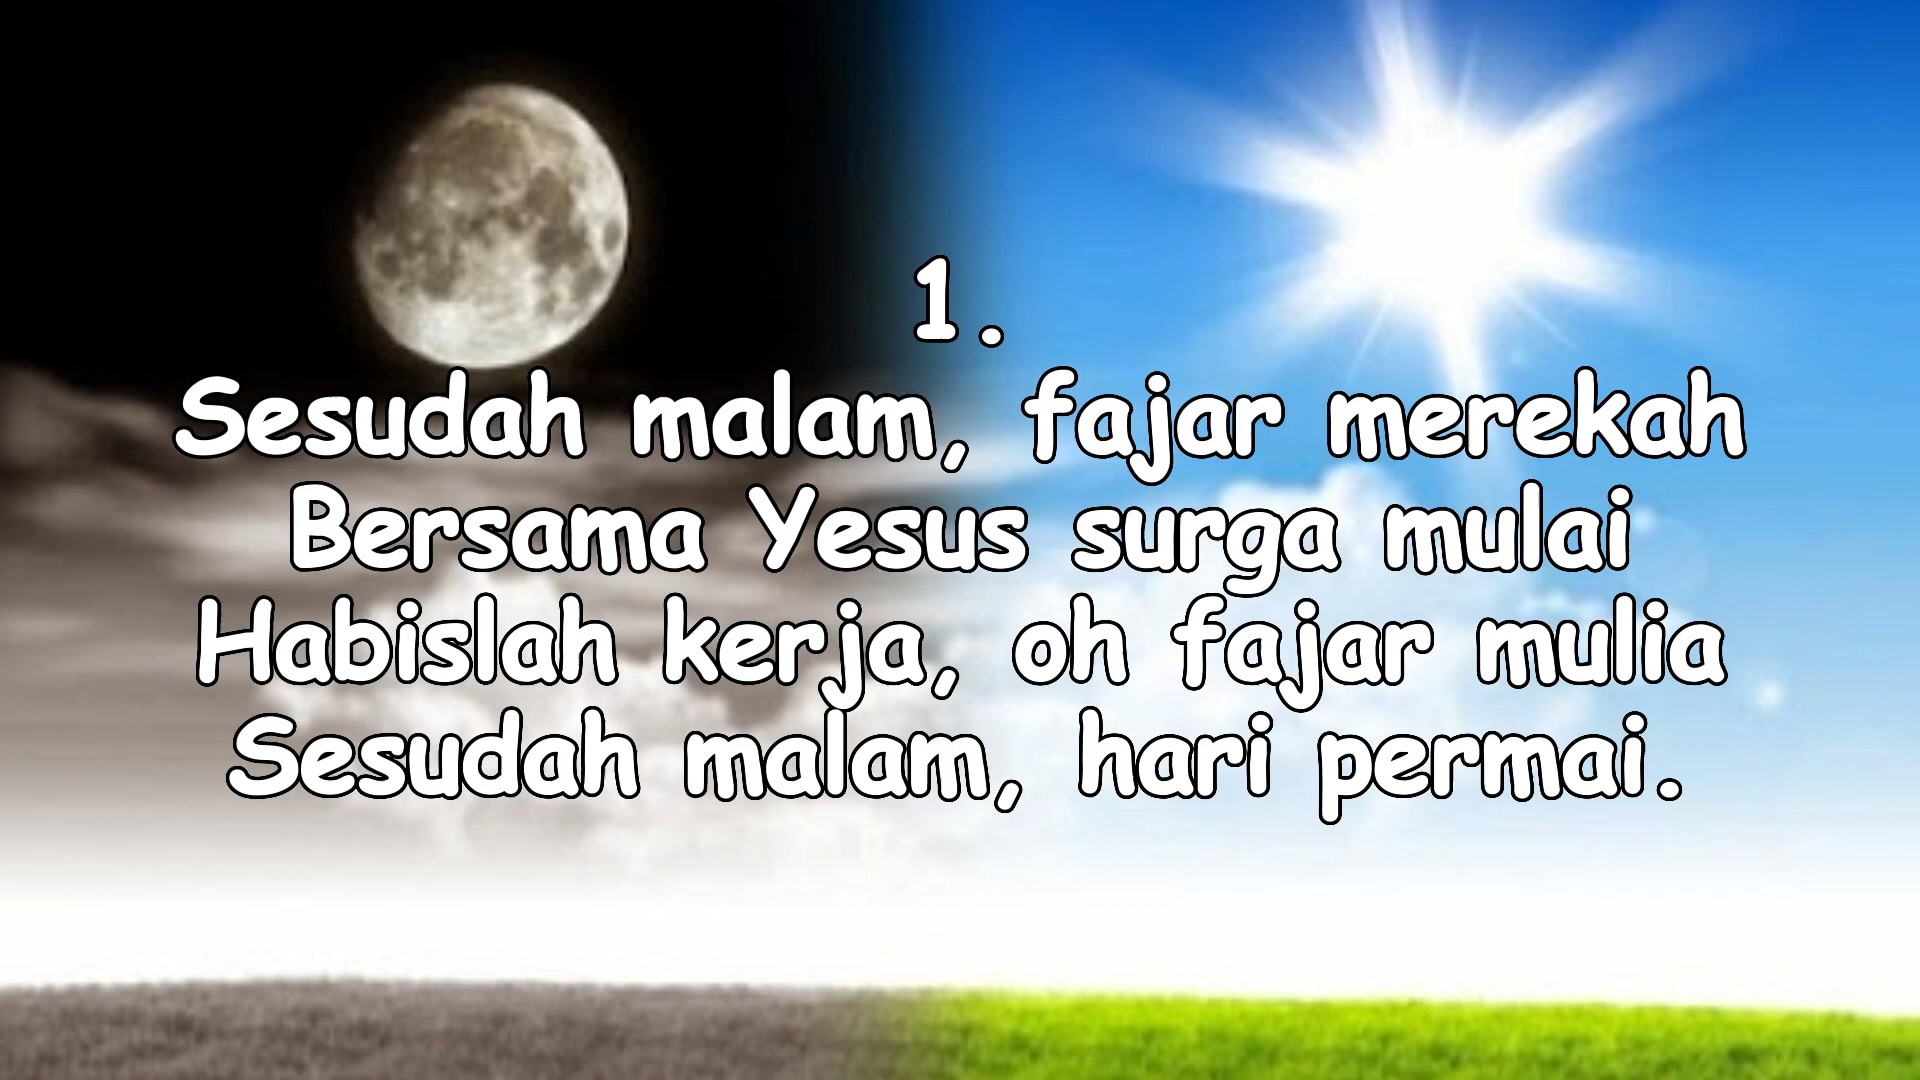 1.
Sesudah malam, fajar merekah
Bersama Yesus surga mulai
Habislah kerja, oh fajar mulia
Sesudah malam, hari permai.